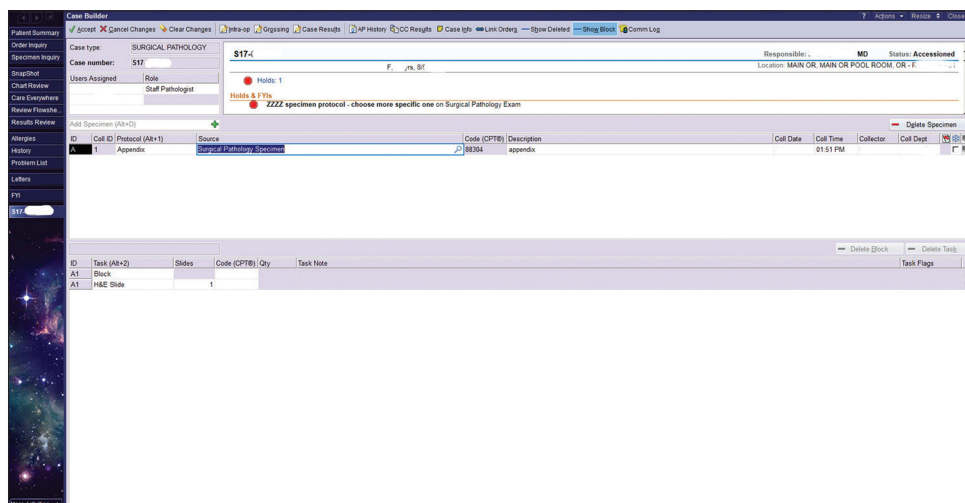 Case Builder
? Actions Resize Close
Accept Cancel Changes Clear Changes Intra-op Grossing Case Results AP History CC Results Case Info Link Orders Show Deleted Show Block Comm Log
Patient Summary
Order Inquiry
Specimen Inquiry
SnapShot
Chart Review
Care Everywhere
Review Flowshe...
Results Review
Allergies
History
Problem List
Letters
FYI
S17-
Case type: SURGICAL PATHOLOGY
Case number: S17
Users Assigned Role
Staff Pathologist
S17-(
Responsible: MD Status: Accessioned
F, yrs, 8/
Location: MAIN OR, MAIN OR POOL ROOM, OR - F.
Holds: 1
Holds & FYIs
ZZZZ specimen protocol - choose more specific one on Surgical Pathology Exam
Add Specimen (Alt+D)
Delete Specimen
ID Coll ID Protocol (Alt+1) Source Code (CPT®) Description Coll Date Coll Time Collector Coll Dept
A 1 Appendix Surgical Pathology Specimen 88304 appendix 01:51 PM
Delete Block Delete Task
ID Task (Alt+2) Slides Code (CPT®) Qty Task Note Task Flags
A1 Block
A1 H&E Slide 1